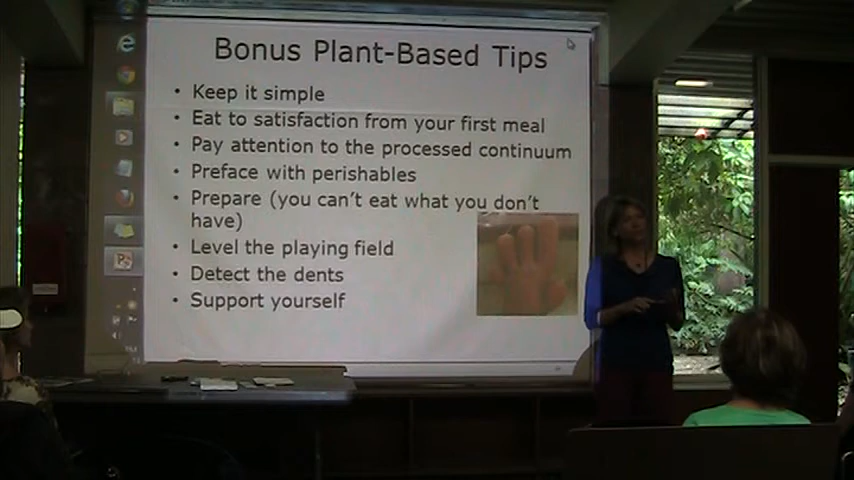 Bonus Plant-Based Tips
• Keep it simple
• Eat to satisfaction from your first meal
• Pay attention to the processed continuum
• Preface with perishables
• Prepare (you can't eat what you don't
have)
• Level the playing field
• Detect the dents
• Support yourself